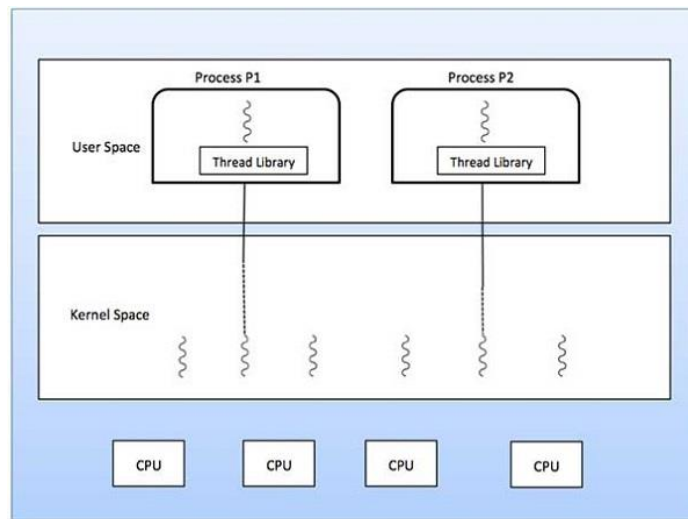 Process P1
Process P2
User Space
Thread Library
Thread Library
Kernel Space
CPU
CPU
CPU
CPU